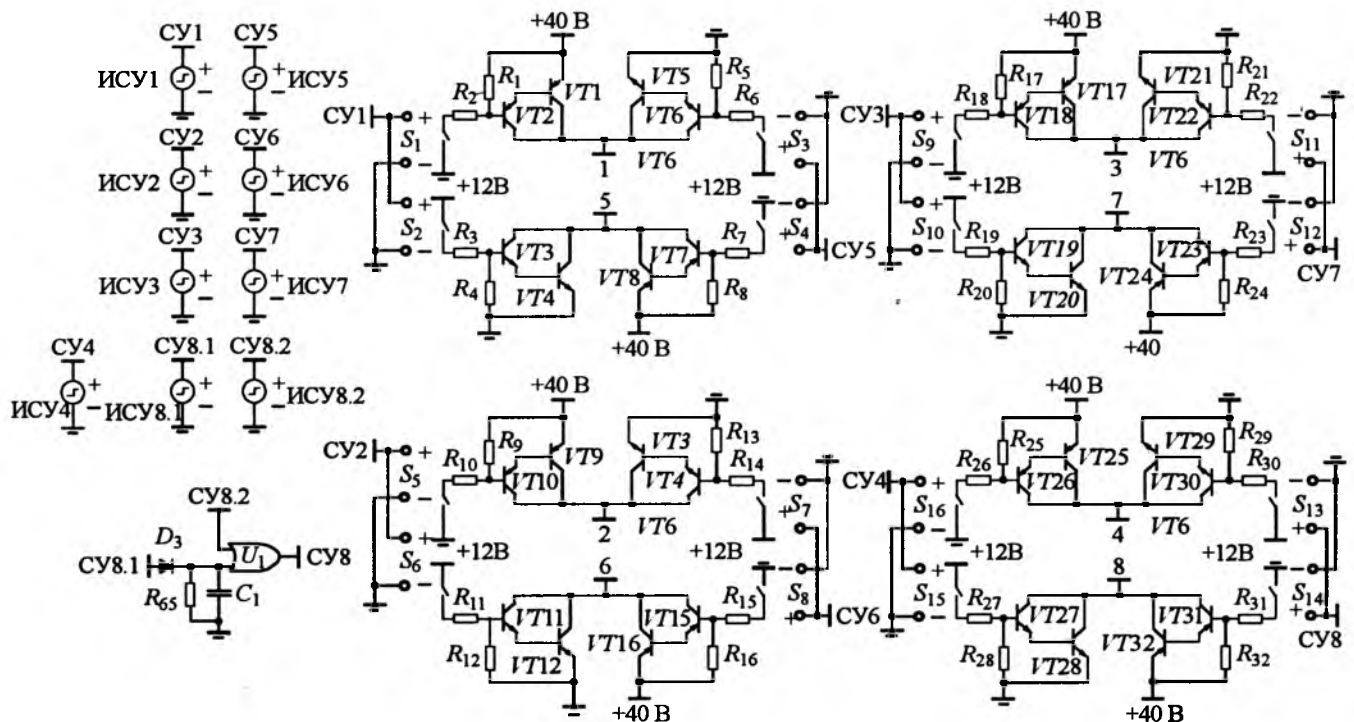 СУ1 СУ5
ИСУ1 + − + − ИСУ5
СУ2 СУ6
ИСУ2 + − + − ИСУ6
СУ3 СУ7
ИСУ3 + − + − ИСУ7
СУ4 СУ8.1 СУ8.2
ИСУ4 + − ИСУ8.1 + − + − ИСУ8.2
СУ8.2
D3
СУ8.1 U1 СУ8
R65 C1
+40 В
R1 VT1 VT5 R5
R2 VT2 VT6 R6
СУ1 + S1 − − S3 +
VT6
1
+12В +12В
5
+ S2 − − S4 +
R3 VT3 VT7 R7
R4 VT4 VT8 R8
СУ5
+40 В
+40 В
R17 VT17 VT21 R21
R18 VT18 VT22 R22
СУ3 + S9 − − S11 +
VT6
3
+12В +12В
7
+ S10 − − S12 +
R19 VT19 VT23 R23
R20 VT20 VT24 R24
СУ7
+40
+40 В
R9 VT9 VT3 R13
R10 VT10 VT4 R14
СУ2 + S5 − − S7 +
VT6
2
+12В +12В
6
+ S6 − − S8 +
R11 VT11 VT15 R15
R12 VT12 VT16 R16
СУ6
+40 В
+40 В
R25 VT25 VT29 R29
R26 VT26 VT30 R30
СУ4 + S16 − − S13 +
VT6
4
+12В +12В
8
+ S15 − − S14 +
R27 VT27 VT31 R31
R28 VT28 VT32 R32
СУ8
+40 В